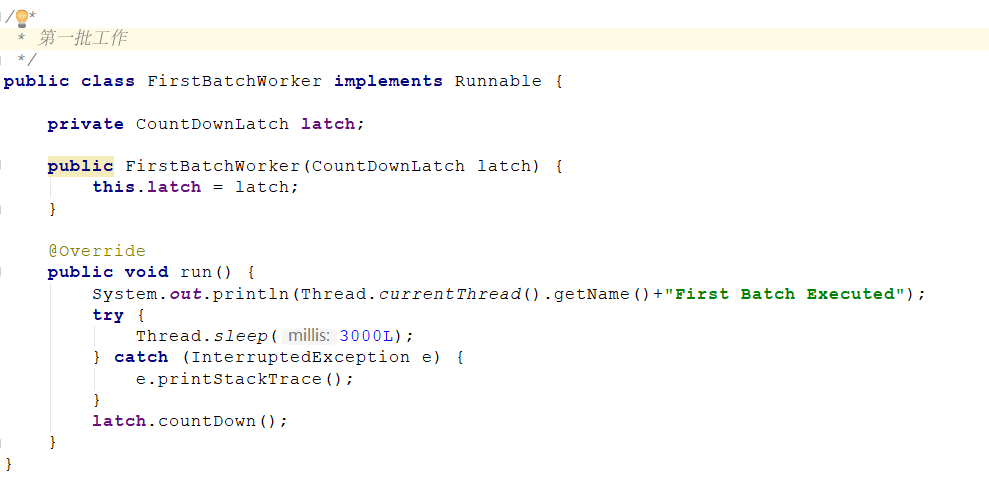 /**
 * 第一批工作
 */
public class FirstBatchWorker implements Runnable {
    private CountDownLatch latch;
    public FirstBatchWorker(CountDownLatch latch) {
        this.latch = latch;
    }
    @Override
    public void run() {
        System.out.println(Thread.currentThread().getName()+"First Batch Executed");
        try {
            Thread.sleep( millis: 3000L);
        } catch (InterruptedException e) {
            e.printStackTrace();
        }
        latch.countDown();
    }
}